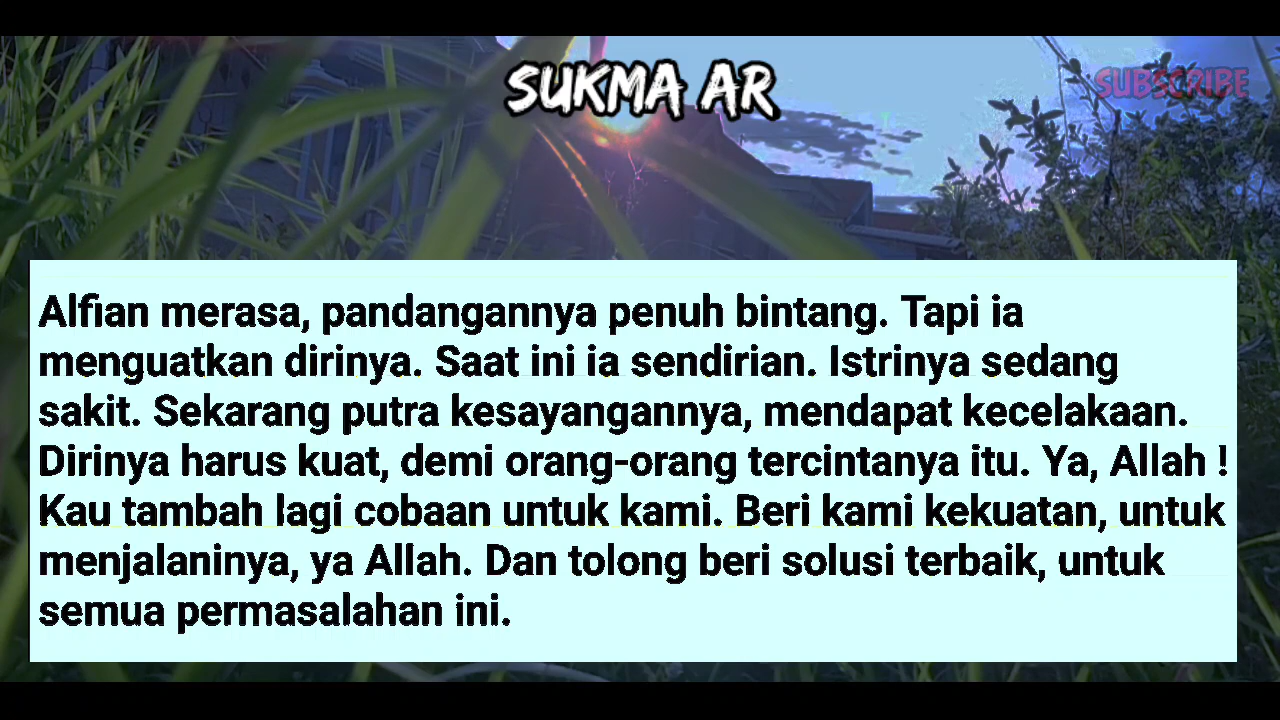 SUKMA AR
SUBSCRIBE
Alfian merasa, pandangannya penuh bintang. Tapi ia
menguatkan dirinya. Saat ini ia sendirian. Istrinya sedang
sakit. Sekarang putra kesayangannya, mendapat kecelakaan.
Dirinya harus kuat, demi orang-orang tercintanya itu. Ya, Allah !
Kau tambah lagi cobaan untuk kami. Beri kami kekuatan, untuk
menjalaninya, ya Allah. Dan tolong beri solusi terbaik, untuk
semua permasalahan ini.